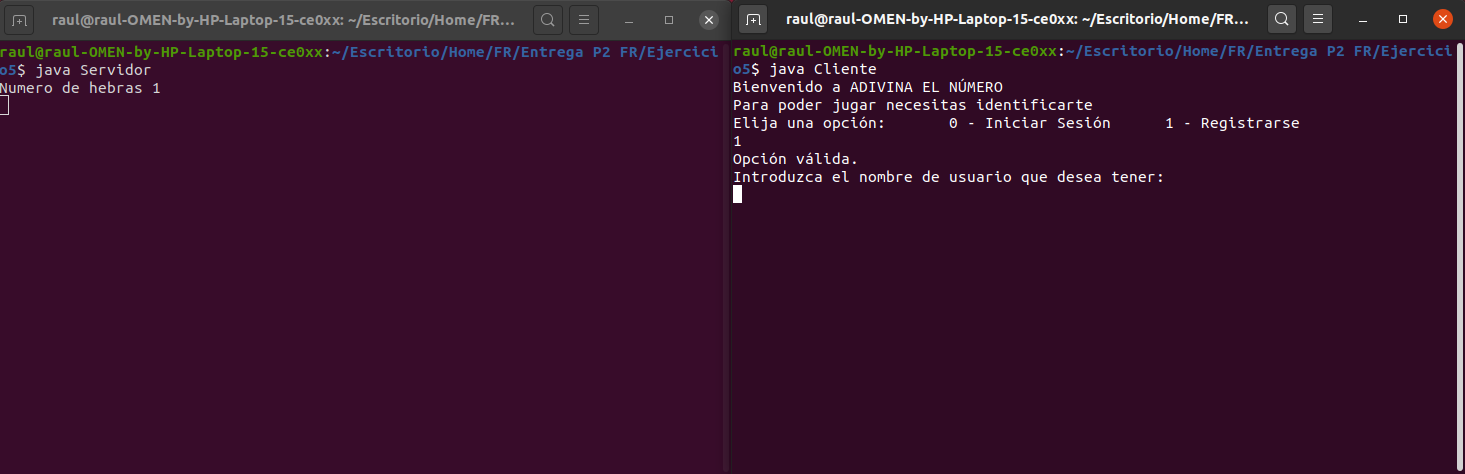 raul@raul-OMEN-by-HP-Laptop-15-ce0xx: ~/Escritorio/Home/FR...
raul@raul-OMEN-by-HP-Laptop-15-ce0xx:~/Escritorio/Home/FR/Entrega P2 FR/Ejercici
o5$ java Servidor
Numero de hebras 1
raul@raul-OMEN-by-HP-Laptop-15-ce0xx: ~/Escritorio/Home/FR...
raul@raul-OMEN-by-HP-Laptop-15-ce0xx:~/Escritorio/Home/FR/Entrega P2 FR/Ejercici
o5$ java Cliente
Bienvenido a ADIVINA EL NÚMERO
Para poder jugar necesitas identificarte
Elija una opción:       0 - Iniciar Sesión      1 - Registrarse
1
Opción válida.
Introduzca el nombre de usuario que desea tener: